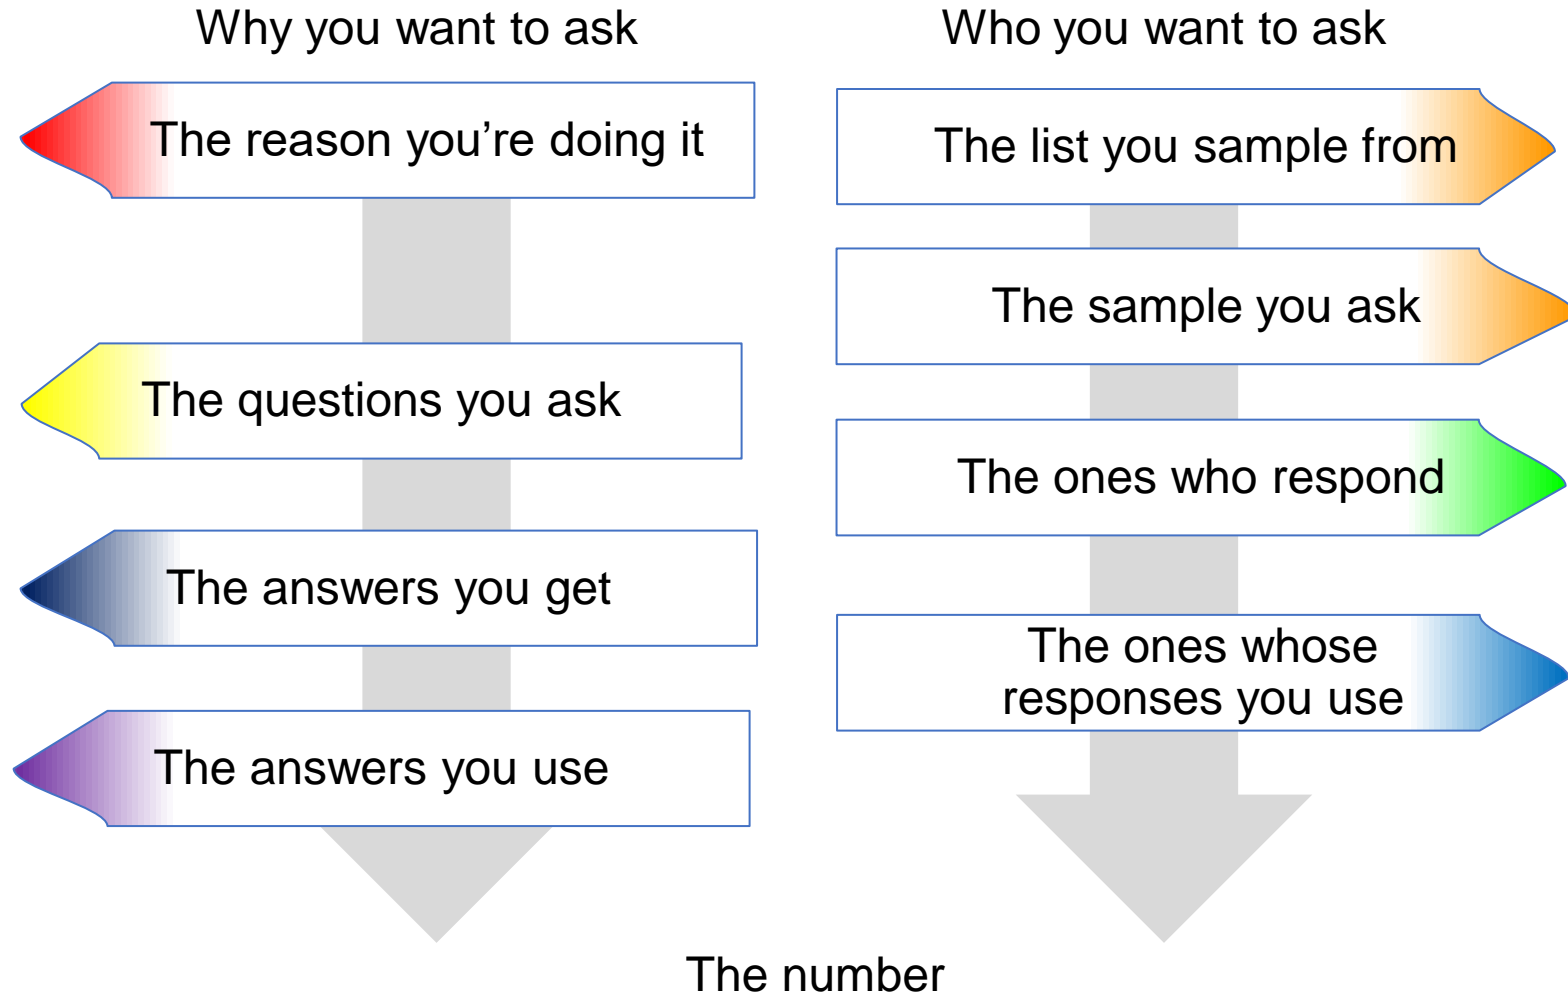 Why you want to ask
The reason you’re doing it
The questions you ask
The answers you get
The answers you use
Who you want to ask
The list you sample from
The sample you ask
The ones who respond
The ones whose
responses you use
The number